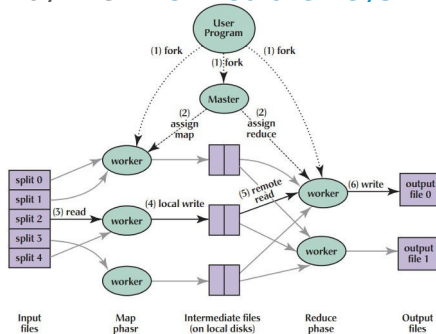 User
Program
(1) fork
(1) fork
(1) fork
Master
(2)
assign
map
(2)
assign
reduce
worker
split 0
split 1
split 2
split 3
split 4
(3) read
worker
(4) local write
(5) remote
read
worker
(6) write
output
file 0
worker
output
file 1
worker
Input
files
Map
phasr
Intermediate files
(on local disks)
Reduce
phase
Output
files